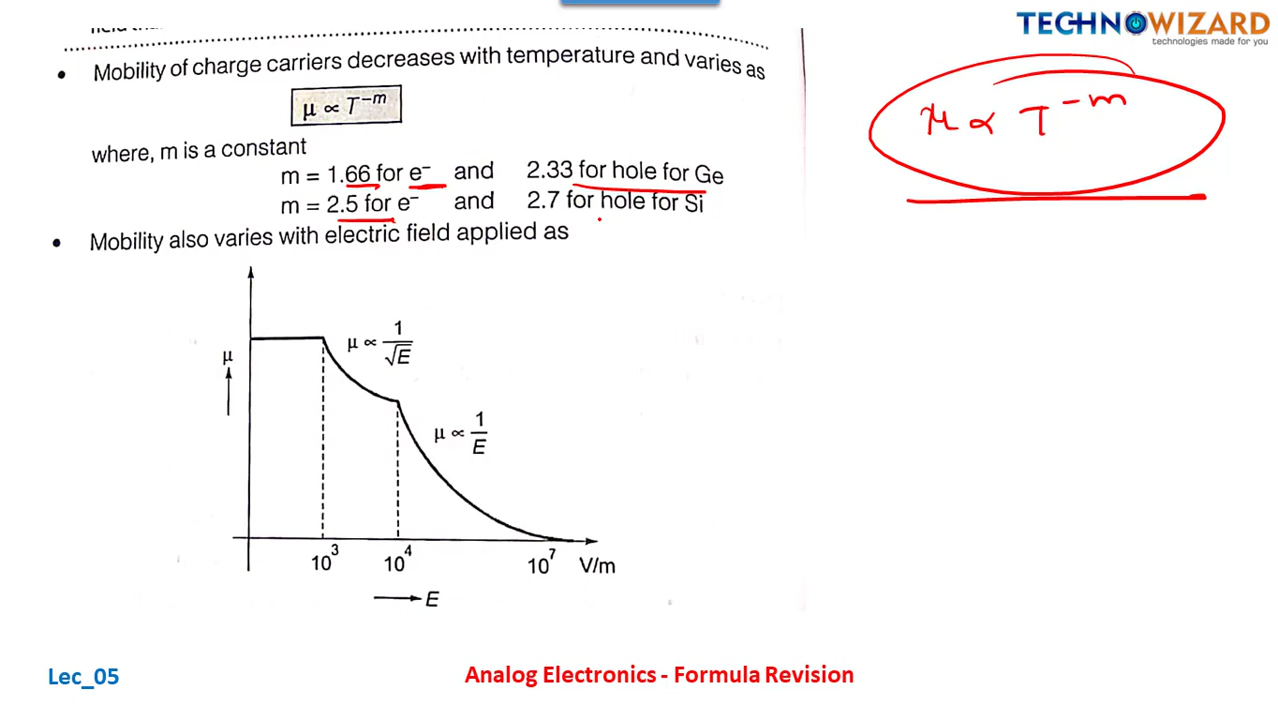 TECHNOWIZARD
technologies made for you
• Mobility of charge carriers decreases with temperature and varies as
μ ∝ T⁻ᵐ
μ ∝ T⁻ᵐ
where, m is a constant
m = 1.66 for e⁻ and 2.33 for hole for Ge
m = 2.5 for e⁻ and 2.7 for hole for Si
• Mobility also varies with electric field applied as
μ ∝ 1/√E
μ
μ ∝ 1/E
10³ 10⁴ 10⁷ V/m
E
Lec_05
Analog Electronics - Formula Revision